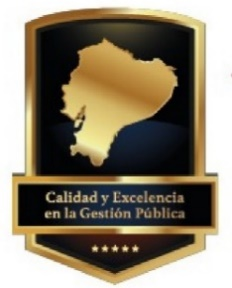 Calidad y Excelencia
en la Gestión Pública